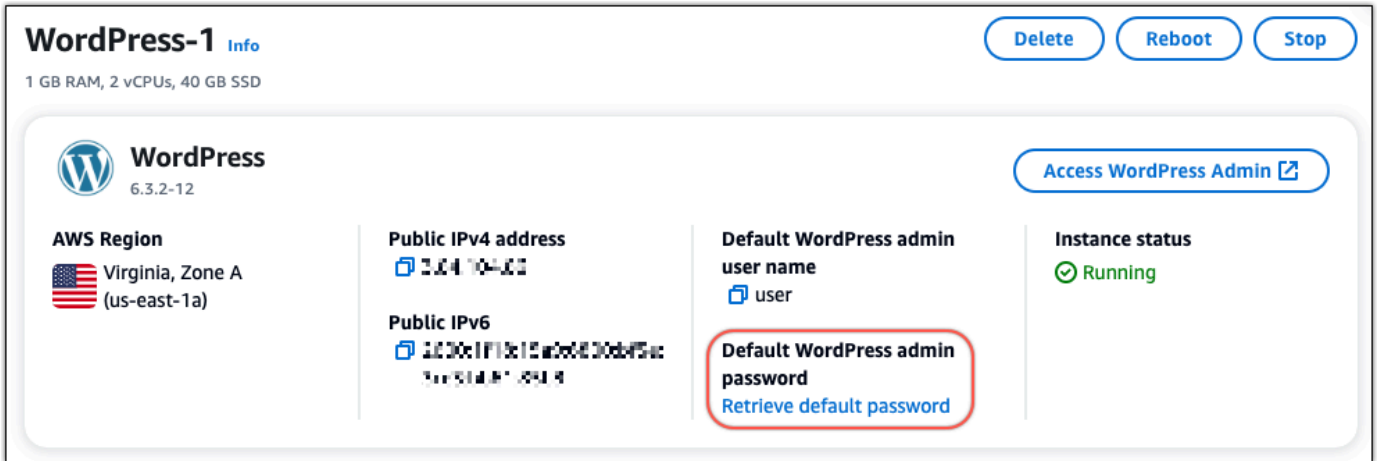 WordPress-1 Info
Delete
Reboot
Stop
1 GB RAM, 2 vCPUs, 40 GB SSD
WordPress
6.3.2-12
Access WordPress Admin
AWS Region
Virginia, Zone A
(us-east-1a)
Public IPv4 address
Public IPv6
Default WordPress admin
user name
user
Default WordPress admin
password
Retrieve default password
Instance status
Running